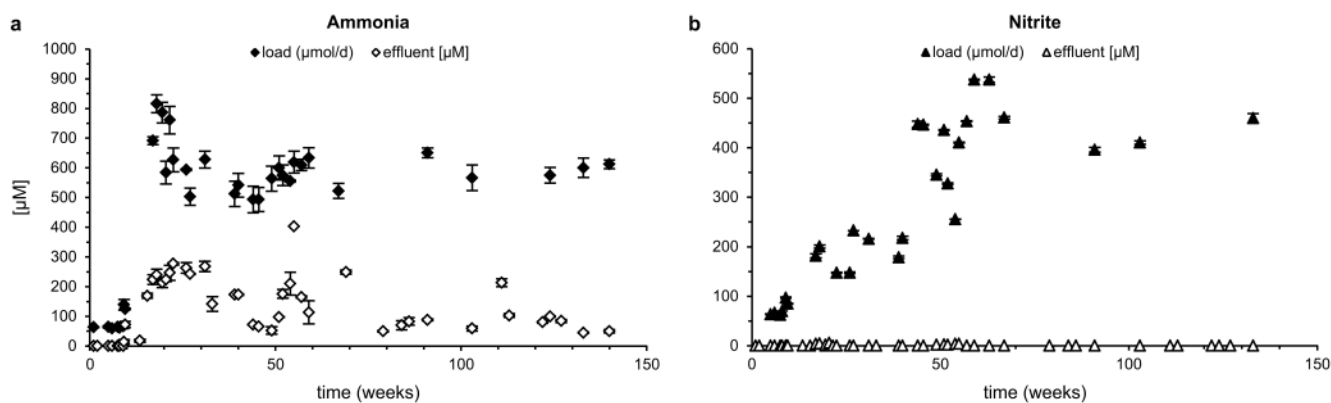 a
Ammonia
load (µmol/d) effluent [µM]
1000
900
800
700
600
500
400
300
200
100
0
[µM]
0 50 100 150
time (weeks)
b
Nitrite
load (µmol/d) effluent [µM]
600
500
400
300
200
100
0
0 50 100 150
time (weeks)